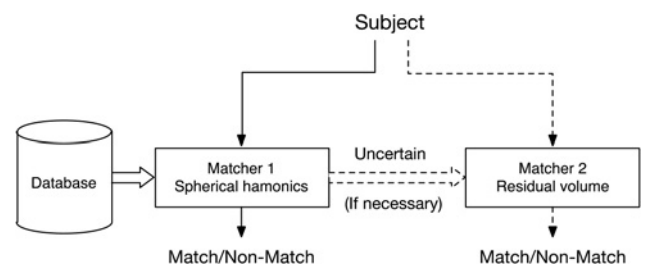 Subject
Database
Matcher 1
Spherical hamonics
Uncertain
(If necessary)
Matcher 2
Residual volume
Match/Non-Match
Match/Non-Match